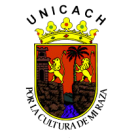 UNICACH
POR LA CULTURA DE MI RAZA